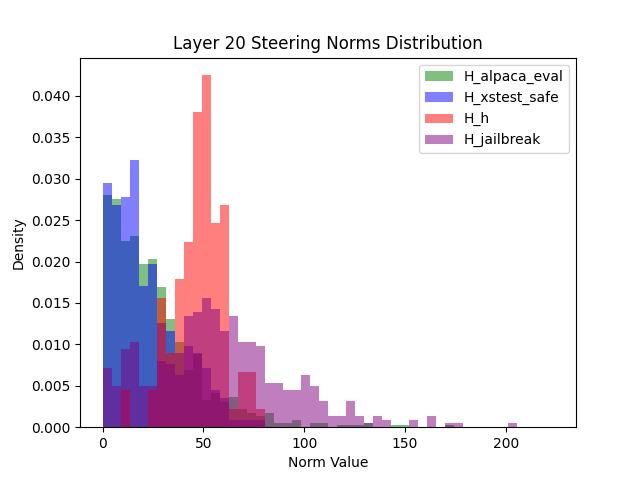 Layer 20 Steering Norms Distribution
H_alpaca_eval
H_xstest_safe
H_h
H_jailbreak
0.040
0.035
0.030
0.025
0.020
0.015
0.010
0.005
0.000
Density
0
50
100
150
200
Norm Value